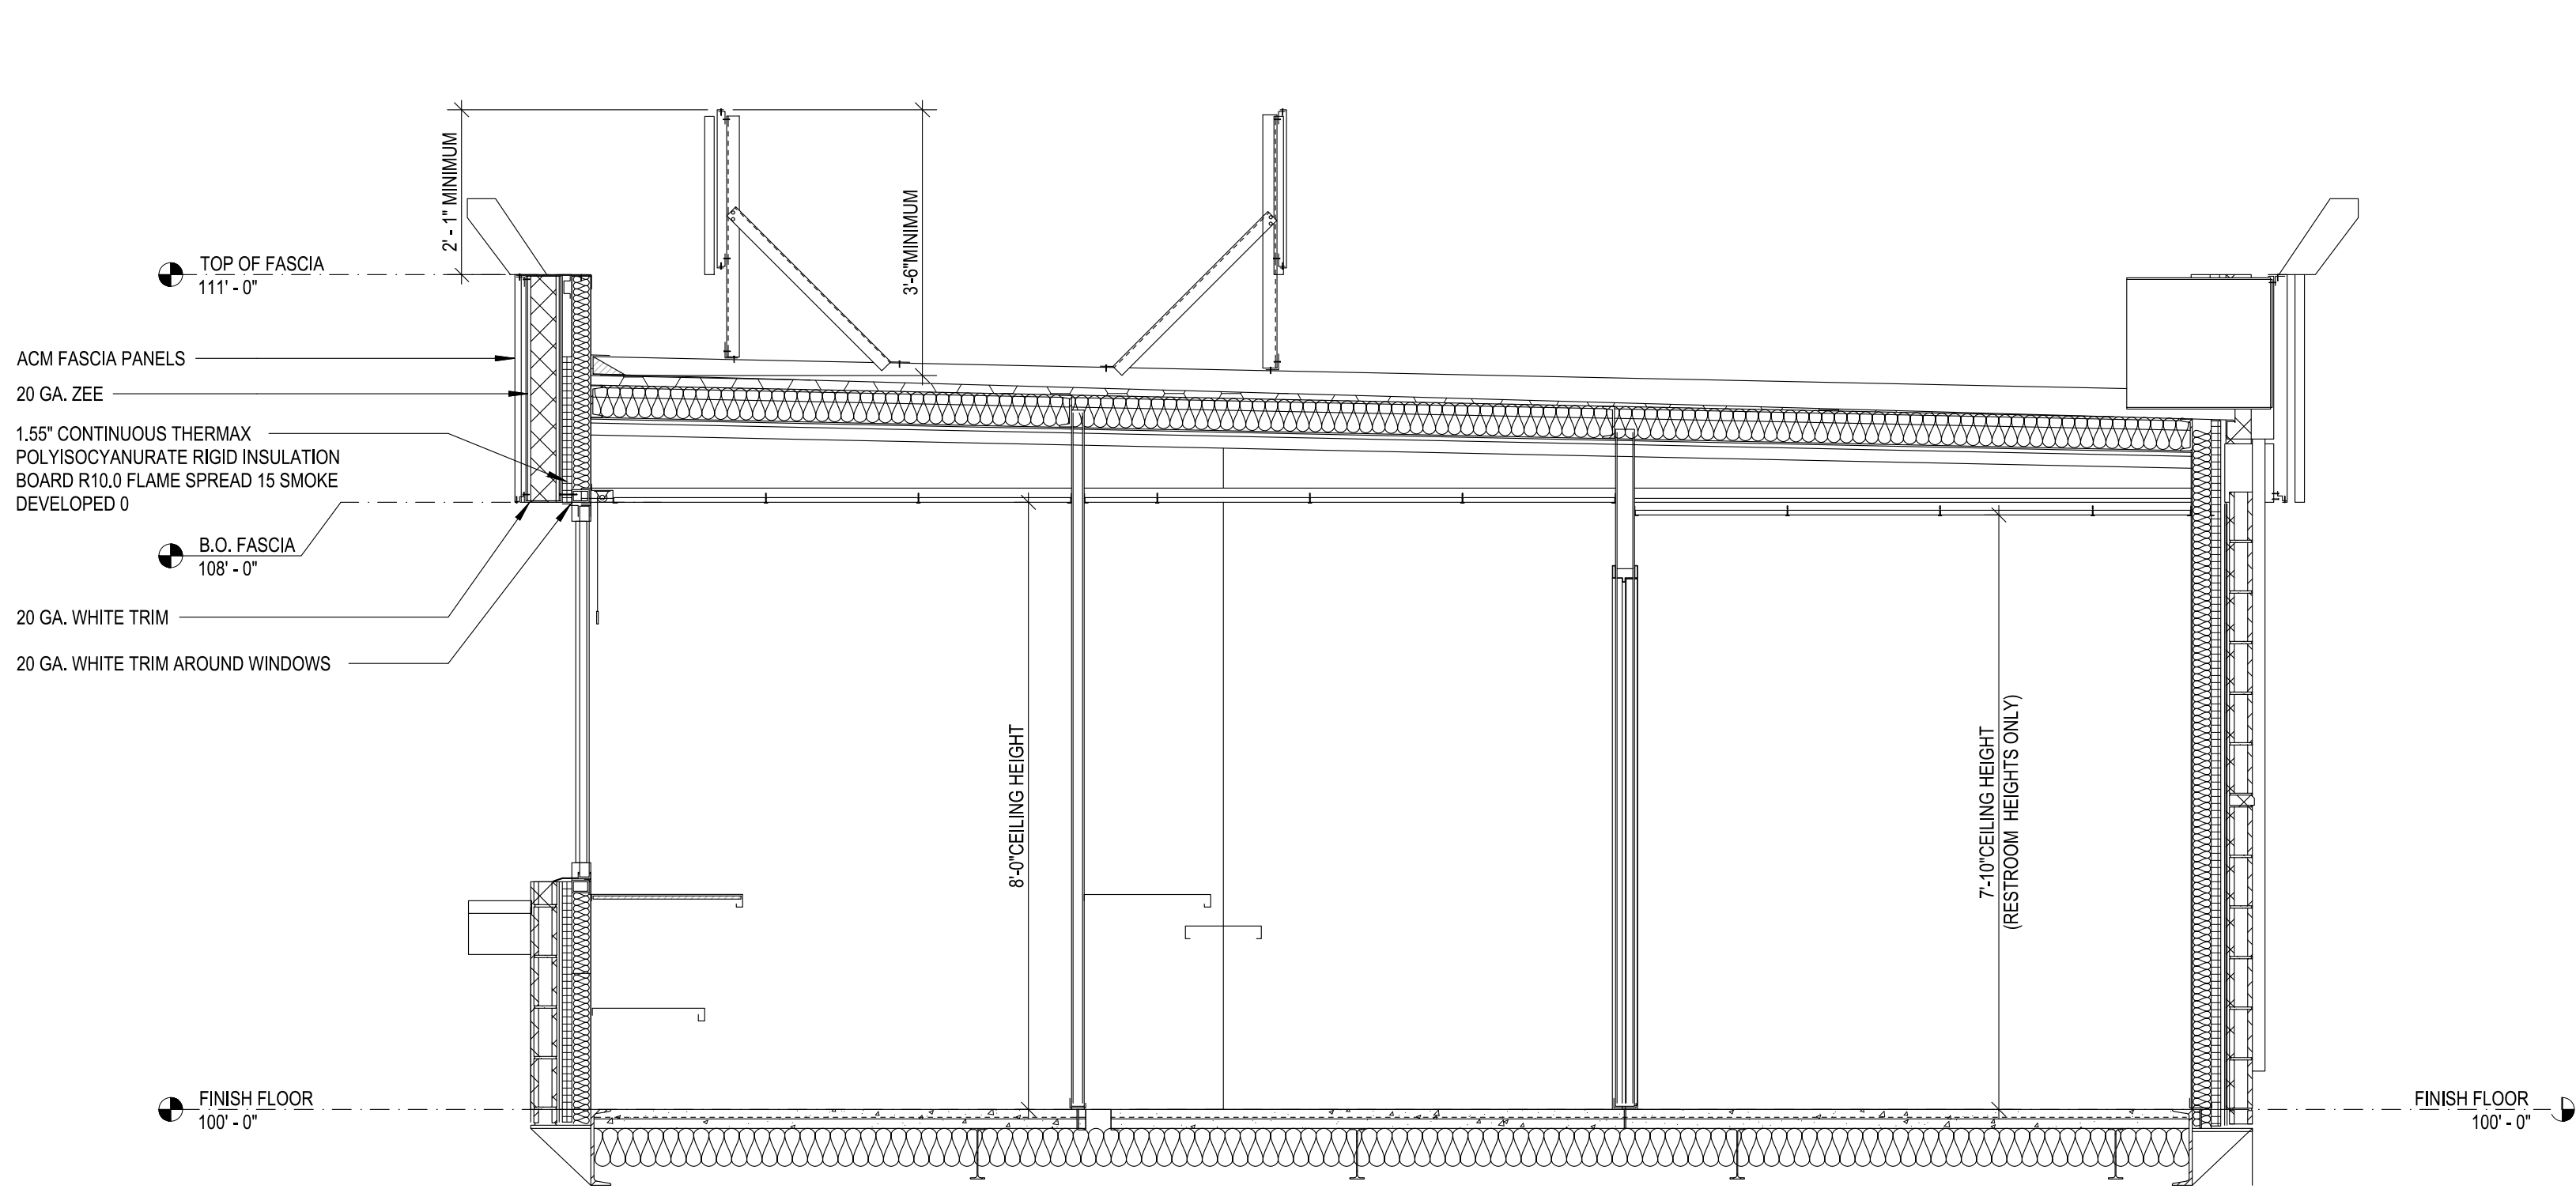 2' - 1" MINIMUM
3'-6"MINIMUM
TOP OF FASCIA
111' - 0"
ACM FASCIA PANELS
20 GA. ZEE
1.55" CONTINUOUS THERMAX
POLYISOCYANURATE RIGID INSULATION
BOARD R10.0 FLAME SPREAD 15 SMOKE
DEVELOPED 0
B.O. FASCIA
108' - 0"
20 GA. WHITE TRIM
20 GA. WHITE TRIM AROUND WINDOWS
8'-0"CEILING HEIGHT
7'-10"CEILING HEIGHT
(RESTROOM HEIGHTS ONLY)
FINISH FLOOR
100' - 0"
FINISH FLOOR
100' - 0"